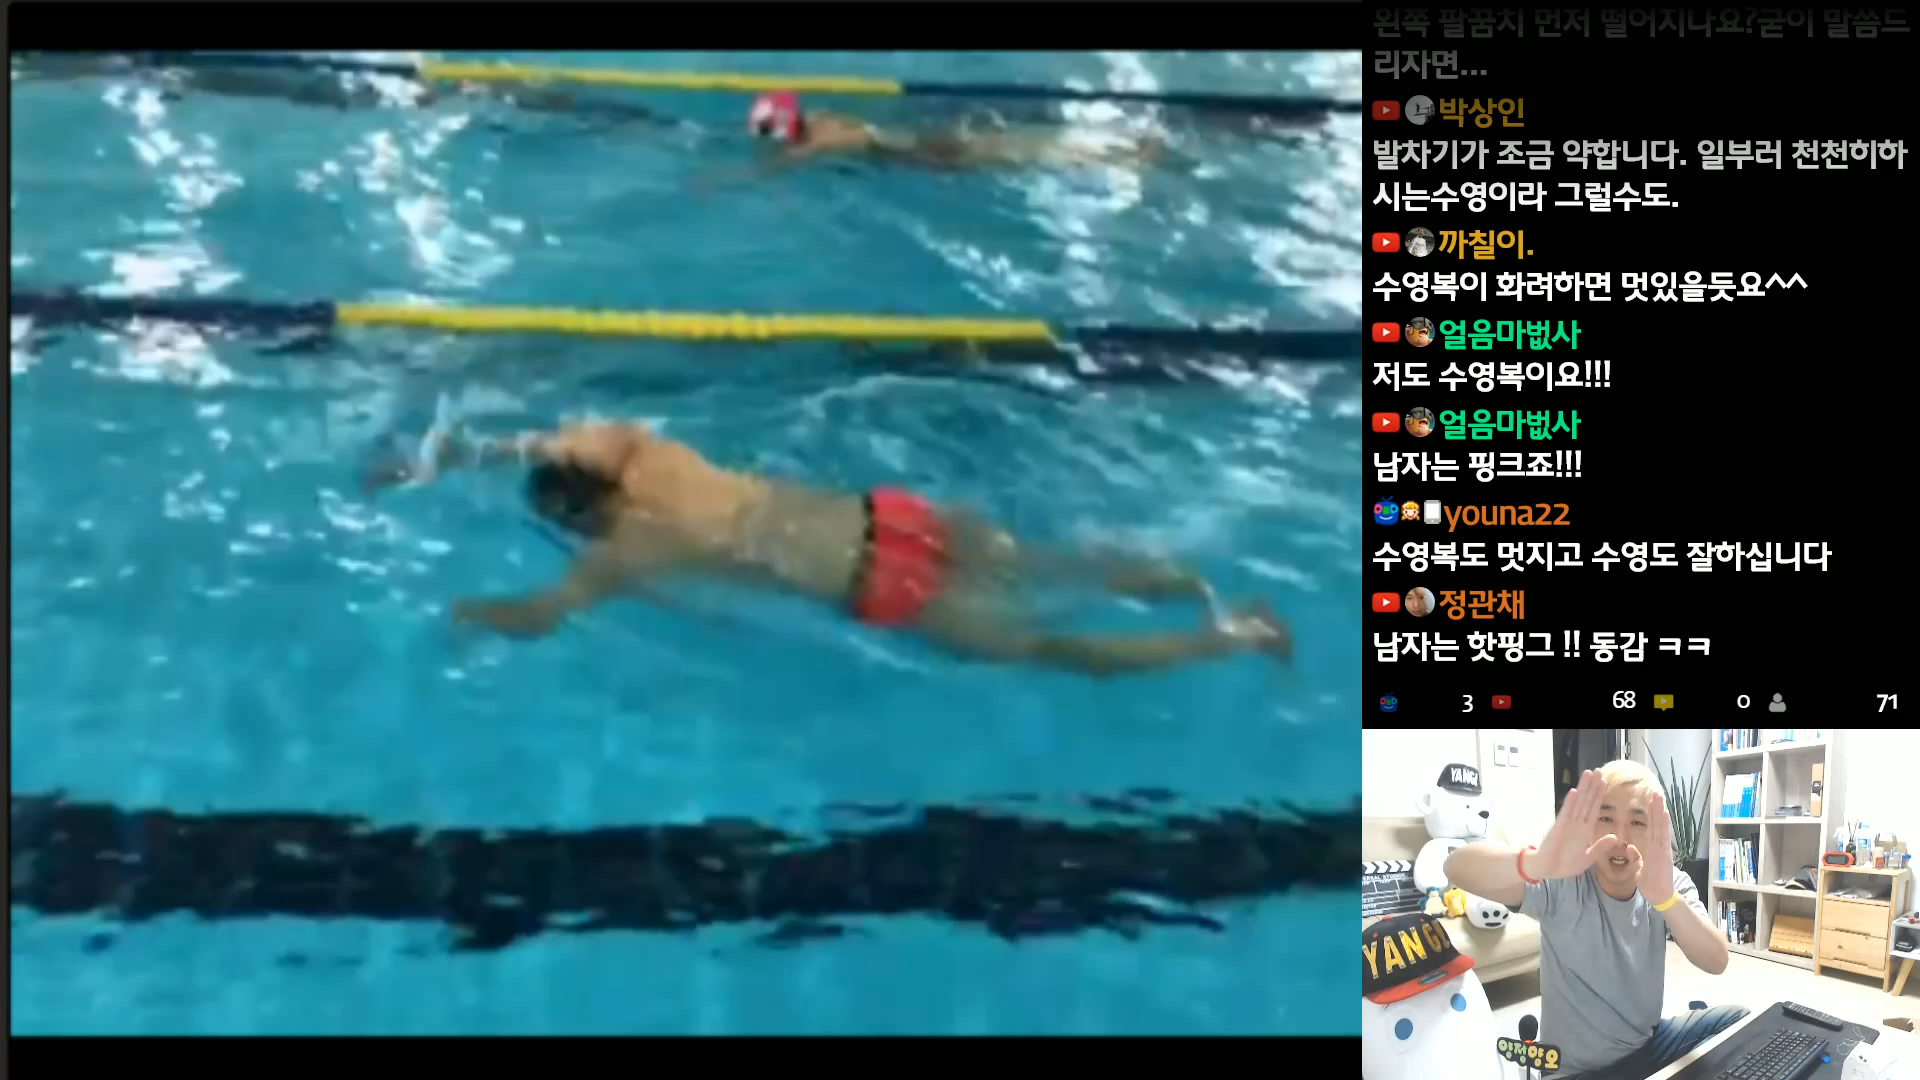 왼쪽 팔꿈치 먼저 떨어지나요?굳이 말씀드
리자면...
박상인
발차기가 조금 약합니다. 일부러 천천히하
시는수영이라 그럴수도.
까칠이.
수영복이 화려하면 멋있을듯요^^
얼음마법사
저도 수영복이요!!!
얼음마법사
남자는 핑크죠!!!
youna22
수영복도 멋지고 수영도 잘하십니다
정관채
남자는 핫핑그 !! 동감 ㅋㅋ
3 68 0 71
YANG
YANG
양정양오